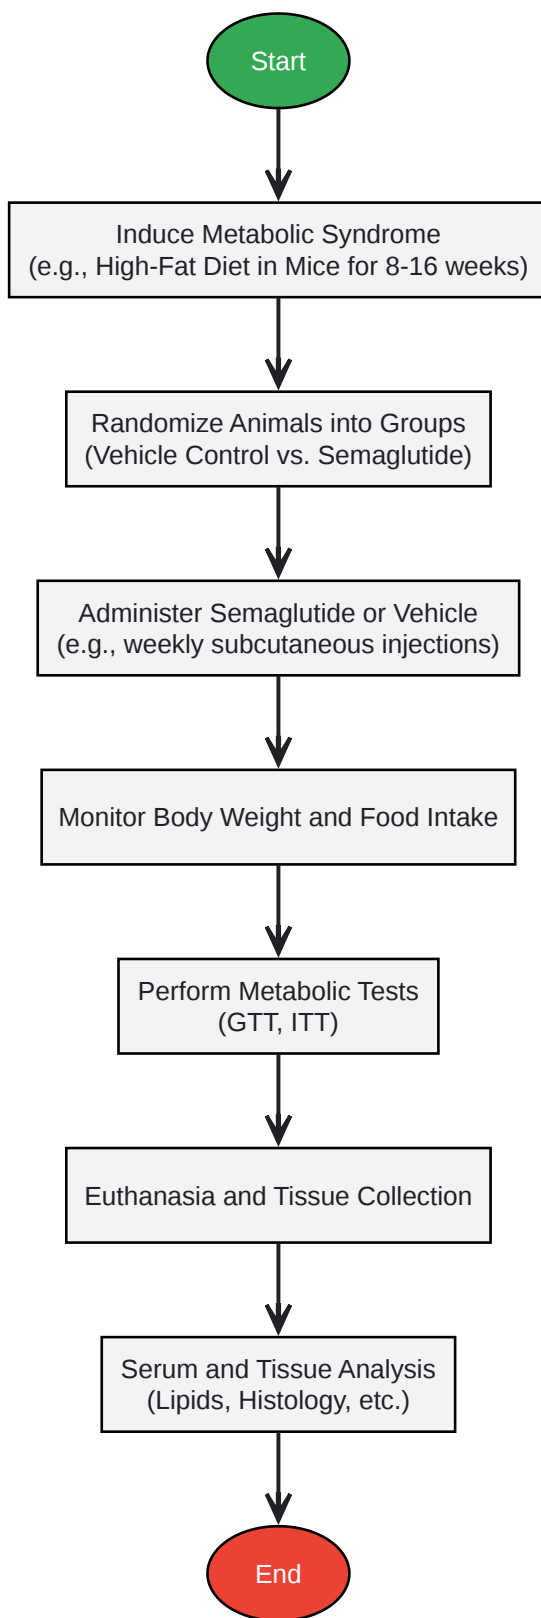 Start
Induce Metabolic Syndrome
(e.g., High-Fat Diet in Mice for 8-16 weeks)
Randomize Animals into Groups
(Vehicle Control vs. Semaglutide)
Administer Semaglutide or Vehicle
(e.g., weekly subcutaneous injections)
Monitor Body Weight and Food Intake
Perform Metabolic Tests
(GTT, ITT)
Euthanasia and Tissue Collection
Serum and Tissue Analysis
(Lipids, Histology, etc.)
End